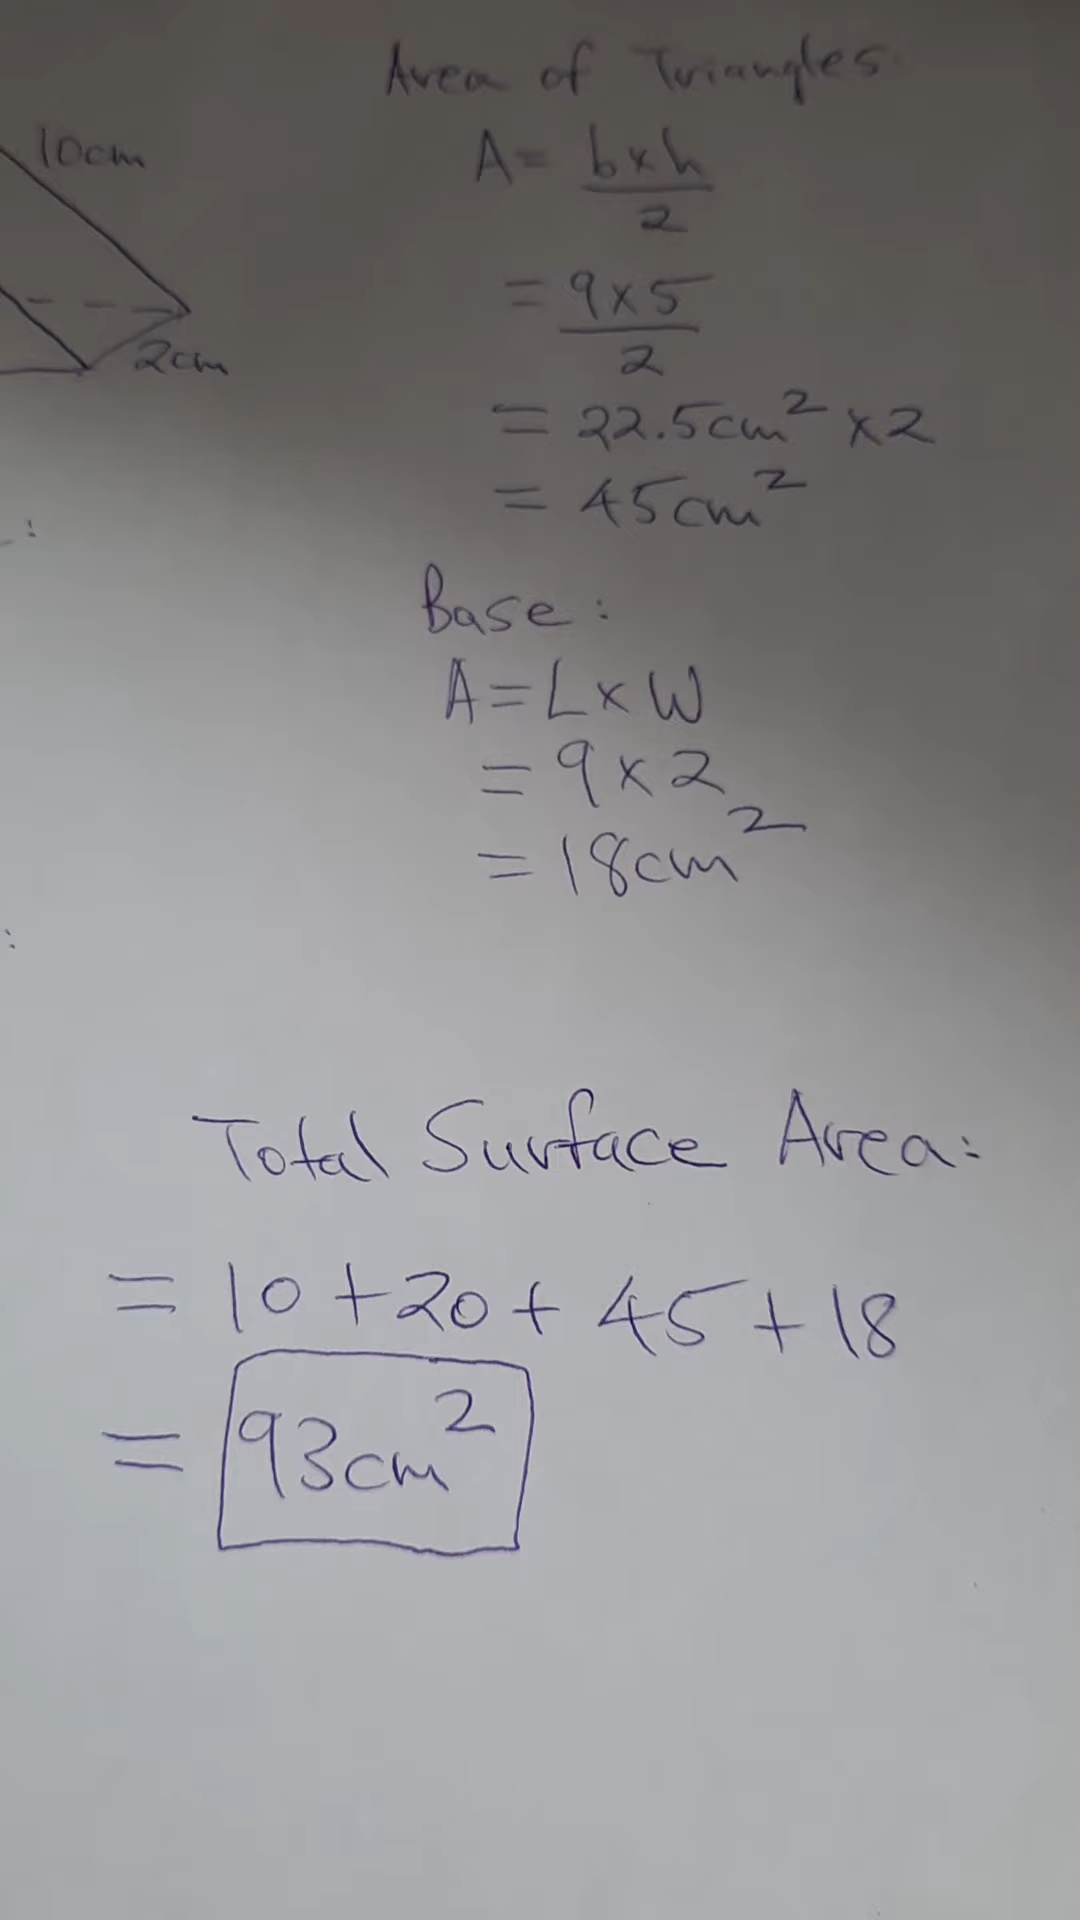 Area of Triangles
10cm
A = b×h
2
= 9×5
2
2cm
= 22.5cm² ×2
= 45cm²
:
Base:
A = L×W
= 9×2
= 18cm²
:
Total Surface Area:
= 10+20+45+18
= 93cm²